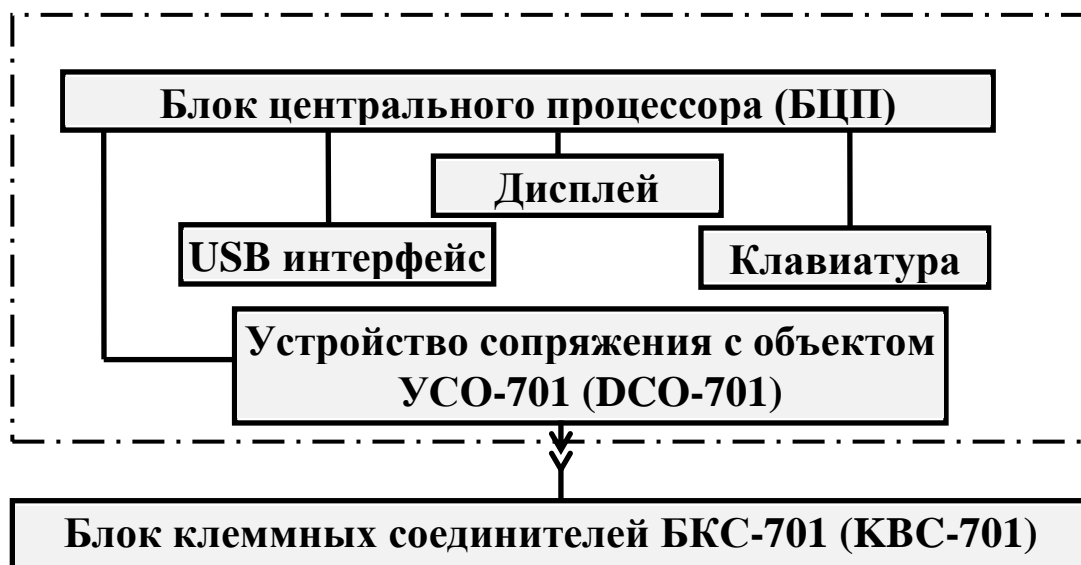 Блок центрального процессора (БЦП)
Дисплей
USB интерфейс
Клавиатура
Устройство сопряжения с объектом
УСО-701 (DCO-701)
Блок клеммных соединителей БКС-701 (КВС-701)